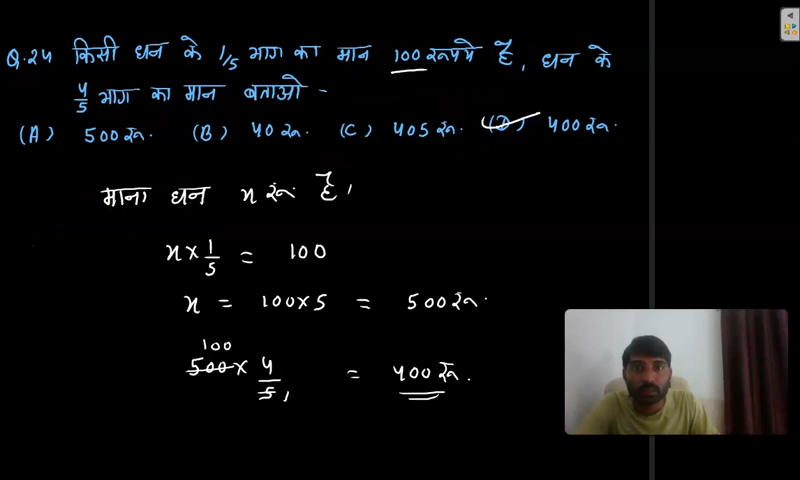 Q.24 किसी धन के 1/5 भाग का मान 100 रूपये है, धन के
4/5 भाग का मान बताओ -
(A) 500 रू. (B) 40 रू. (C) 405 रू. (D) 400 रू.
माना धन x रू है,
x × 1/5 = 100
x = 100 × 5 = 500 रू.
100
500 × 4/5 1 = 400 रू.